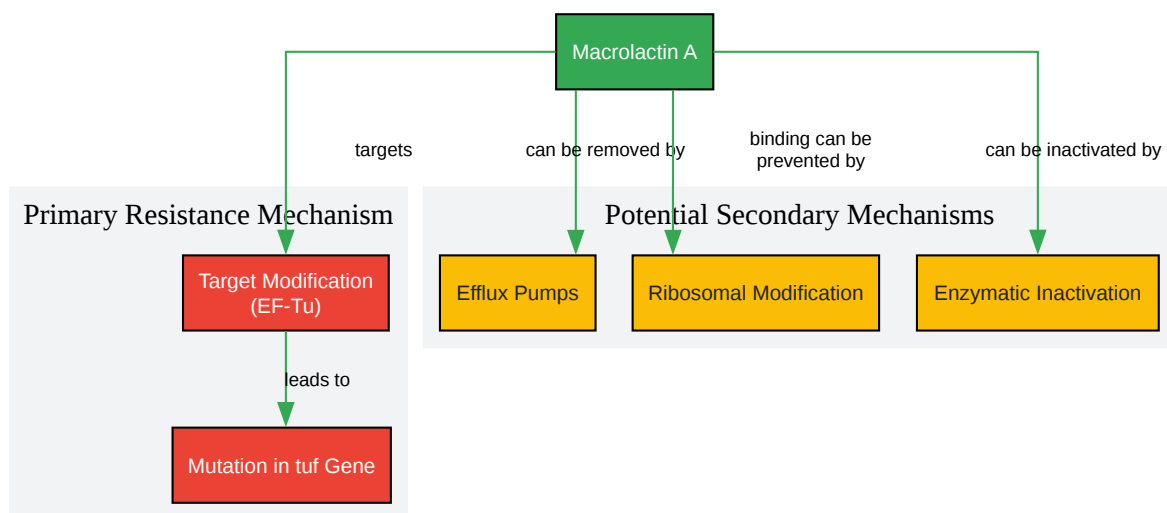 Macrolactin A
targets
can be removed by
binding can be
prevented by
can be inactivated by
Primary Resistance Mechanism
Potential Secondary Mechanisms
Target Modification
(EF-Tu)
Efflux Pumps
Ribosomal Modification
Enzymatic Inactivation
leads to
Mutation in tuf Gene